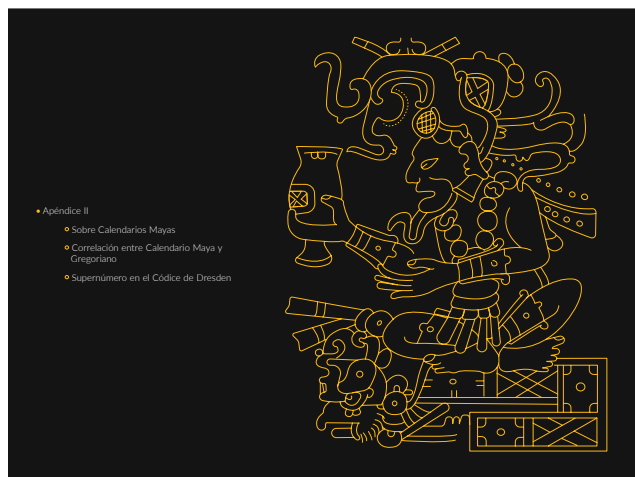 • Apéndice II
Sobre Calendarios Mayas
Correlación entre Calendario Maya y
Gregoriano
Supernúmero en el Códice de Dresden